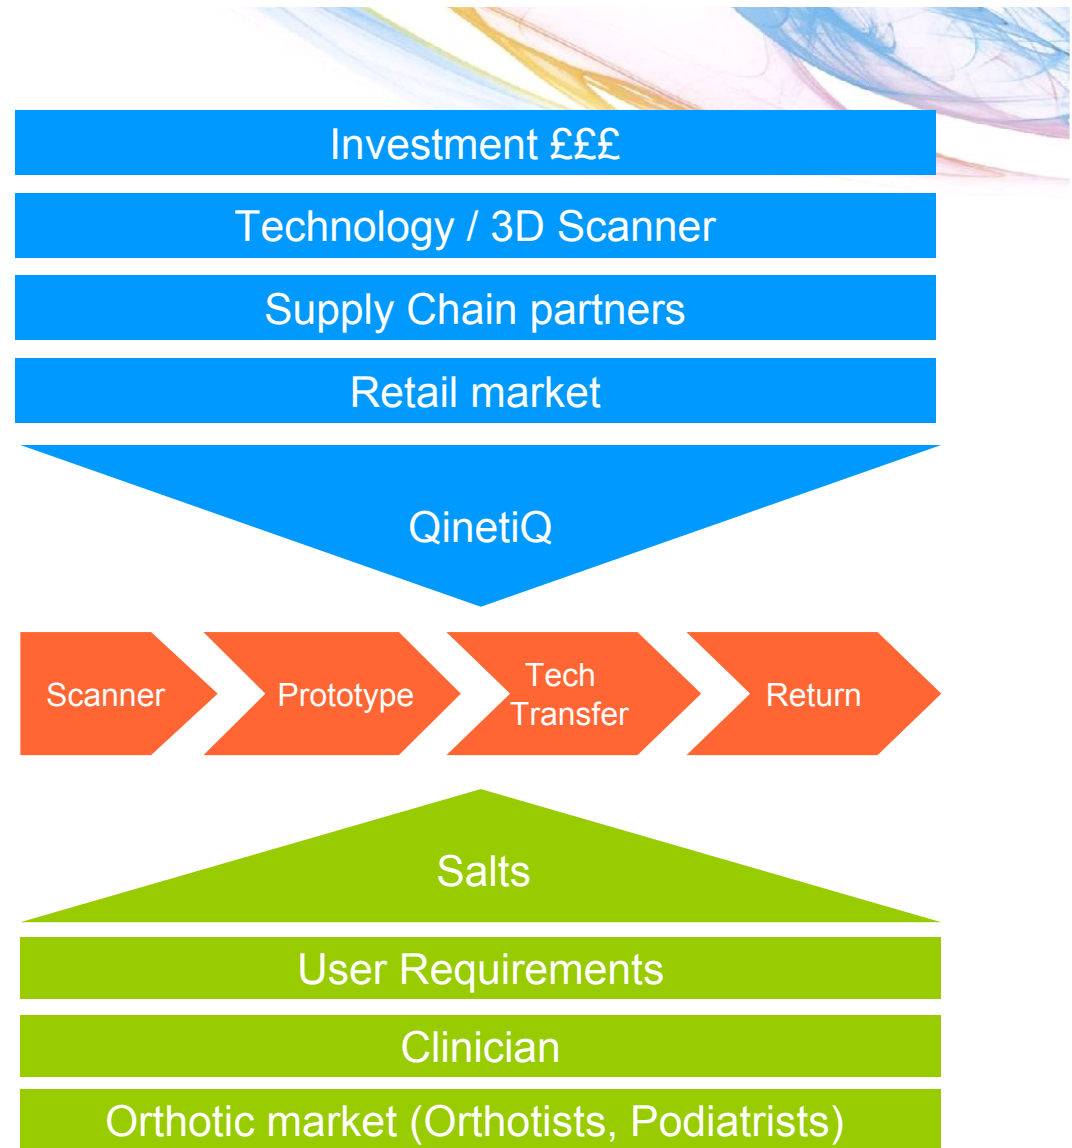 Investment £££
Technology / 3D Scanner
Supply Chain partners
Retail market
QinetiQ
Scanner
Prototype
Tech
Transfer
Return
Salts
User Requirements
Clinician
Orthotic market (Orthotists, Podiatrists)